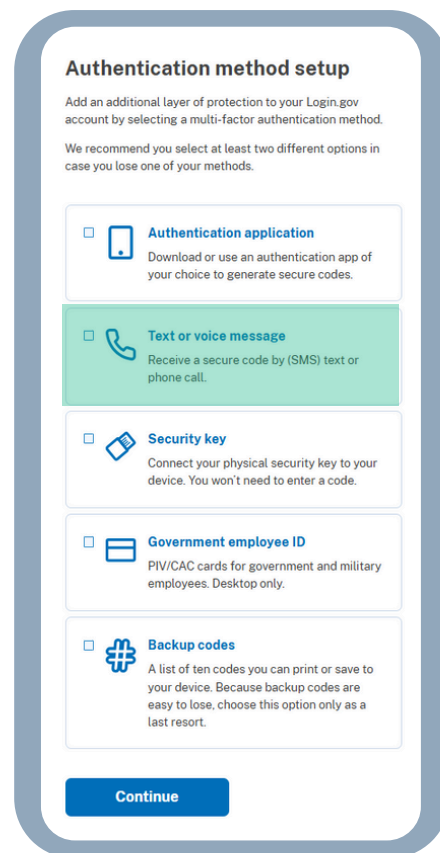 Authentication method setup
Add an additional layer of protection to your Login.gov
account by selecting a multi-factor authentication method.
We recommend you select at least two different options in
case you lose one of your methods.
Authentication application
Download or use an authentication app of
your choice to generate secure codes.
Text or voice message
Receive a secure code by (SMS) text or
phone call.
Security key
Connect your physical security key to your
device. You won’t need to enter a code.
Government employee ID
PIV/CAC cards for government and military
employees. Desktop only.
Backup codes
A list of ten codes you can print or save to
your device. Because backup codes are
easy to lose, choose this option only as a
last resort.
Continue